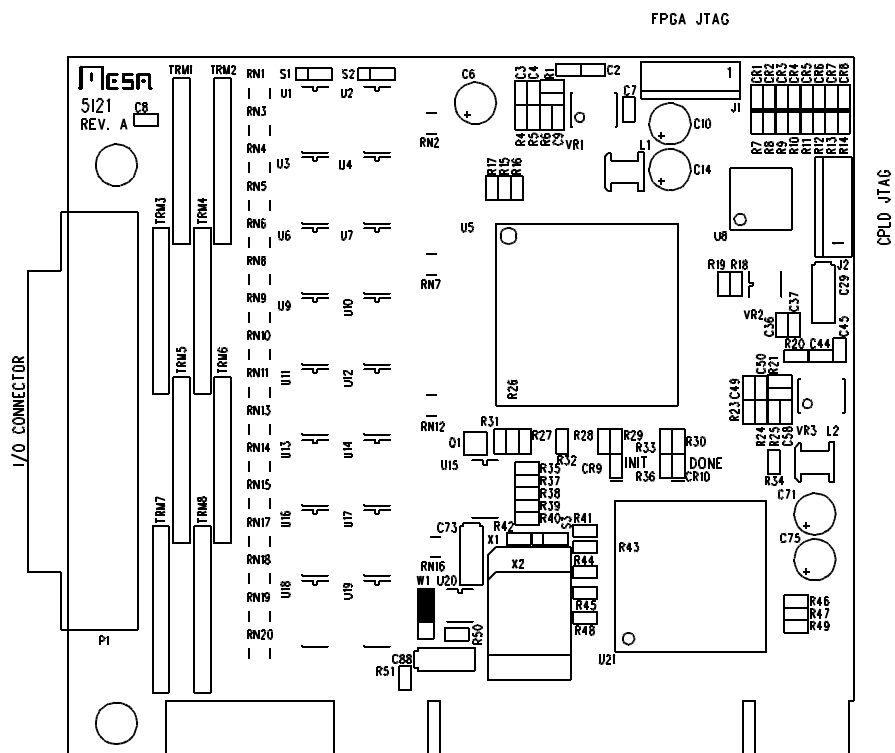 FPGA JTAG
MESA
5I21
REV. A
C8
TRM1
TRM2
RN1
S1
S2
U1
U2
C6
C3
C4
R1
C2
C7
1
J1
CR1
CR2
CR3
CR4
CR5
CR6
CR7
CR8
RN3
RN2
R4
R5
R6
C9
VR1
C10
L1
C14
R7
R8
R9
R10
R11
R12
R13
R14
RN4
U3
U4
R17
R15
R16
RN5
TRM3
TRM4
RN6
U6
U7
U5
U8
CPLD JTAG
1
J2
RN8
RN7
R19
R18
C29
RN9
U9
U10
VR2
C36
C37
C45
RN10
R20
C44
TRM5
TRM6
RN11
U11
U12
R26
C49
C50
R21
I/O CONNECTOR
RN13
RN12
R23
R24
R25
C58
VR3
L2
RN14
U13
U14
Q1
R31
R27
R32
R28
R29
R33
R30
U15
CR9
INIT
R36
DONE
CR10
R34
RN15
R35
R37
R38
R39
R40
C71
TRM7
TRM8
RN17
U16
U17
C73
R42
S3
R41
C75
X1
RN18
RN16
X2
R44
R43
RN19
U18
U19
W1
U20
R45
R46
R47
R49
RN20
R50
R48
P1
C88
R51
U21